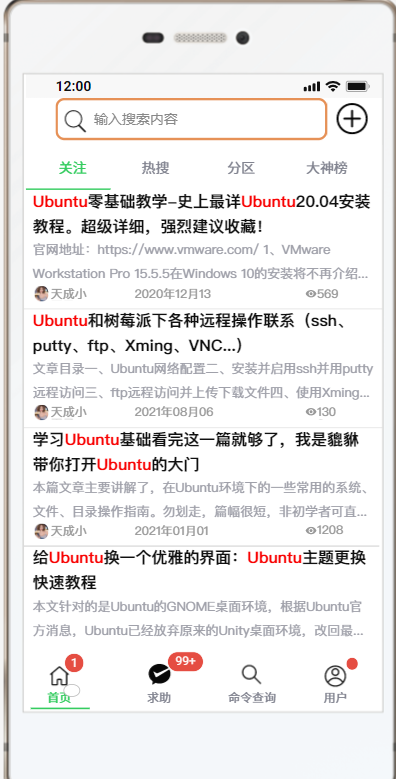 12:00
输入搜索内容
关注 热搜 分区 大神榜
Ubuntu零基础教学-史上最详Ubuntu20.04安装
教程。超级详细，强烈建议收藏！
官网地址：https://www.vmware.com/ 1、VMware
Workstation Pro 15.5.5在Windows 10的安装将不再介绍...
天成小 2020年12月13 569
Ubuntu和树莓派下各种远程操作联系（ssh、
putty、ftp、Xming、VNC...）
文章目录一、Ubuntu网络配置二、安装并启用ssh并用putty
远程访问三、ftp远程访问并上传下载文件四、使用Xming...
天成小 2021年08月06 130
学习Ubuntu基础看完这一篇就够了，我是貔貅
带你打开Ubuntu的大门
本篇文章主要讲解了，在Ubuntu环境下的一些常用的系统、
文件、目录操作指南。勿划走，篇幅很短，非初学者可直...
天成小 2021年01月01 1208
给Ubuntu换一个优雅的界面：Ubuntu主题更换
快速教程
本文针对的是Ubuntu的GNOME桌面环境，根据Ubuntu官
方消息，Ubuntu已经放弃原来的Unity桌面环境，改回最...
1 99+
首页 求助 命令查询 用户